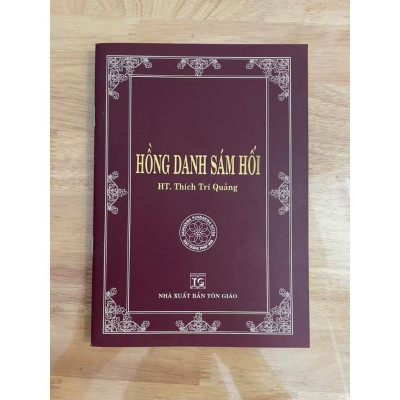 HỒNG DANH SÁM HỐI
HT. Thích Trí Quảng
TG
NHÀ XUẤT BẢN TÔN GIÁO